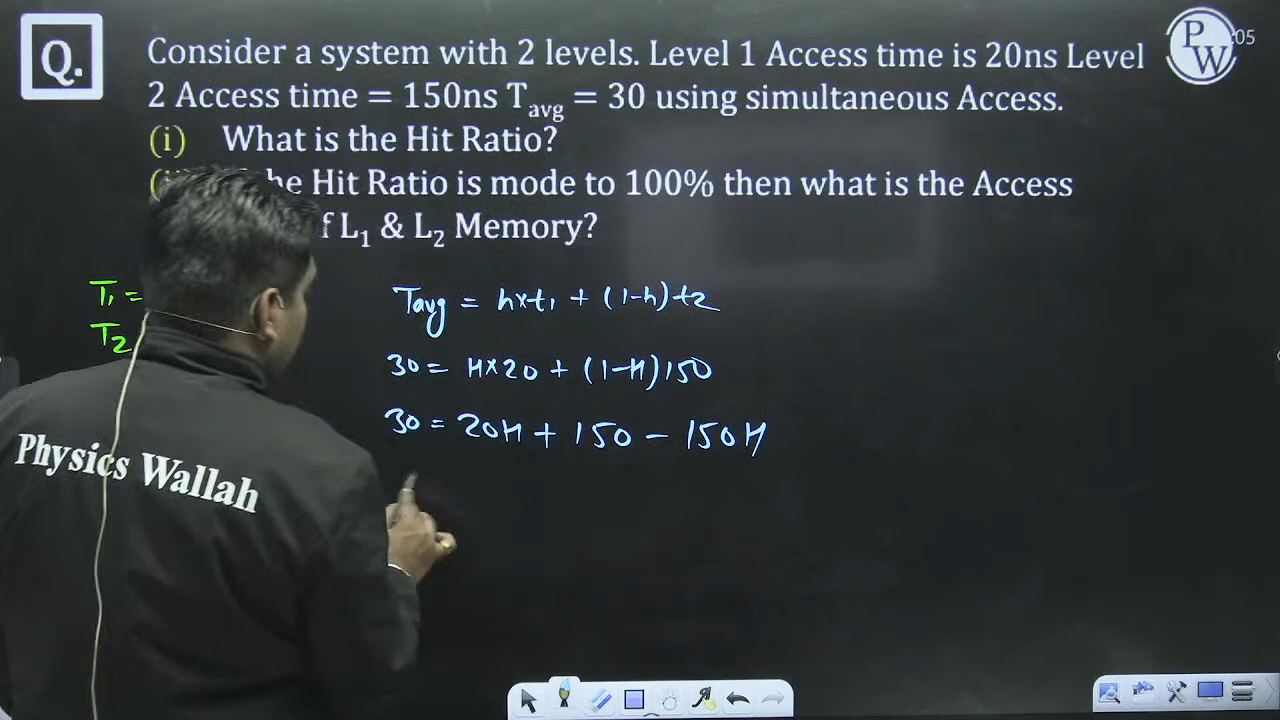 Q.
Consider a system with 2 levels. Level 1 Access time is 20ns Level
2 Access time = 150ns Tavg = 30 using simultaneous Access.
(i) What is the Hit Ratio?
Hit Ratio is mode to 100% then what is the Access
L1 & L2 Memory?
PW
:05
T1 =
T2
Tavg = h×t1 + (1-h)t2
30 = H×20 + (1-H)150
30 = 20H + 150 - 150H
Physics Wallah